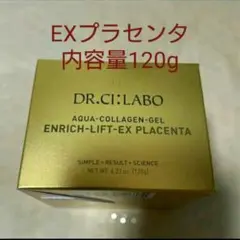 EXプラセンタ
内容量120g
DR.CI:LABO
AQUA-COLLAGEN-GEL
ENRICH-LIFT-EX PLACENTA
SIMPLE+RESULT+SCIENCE